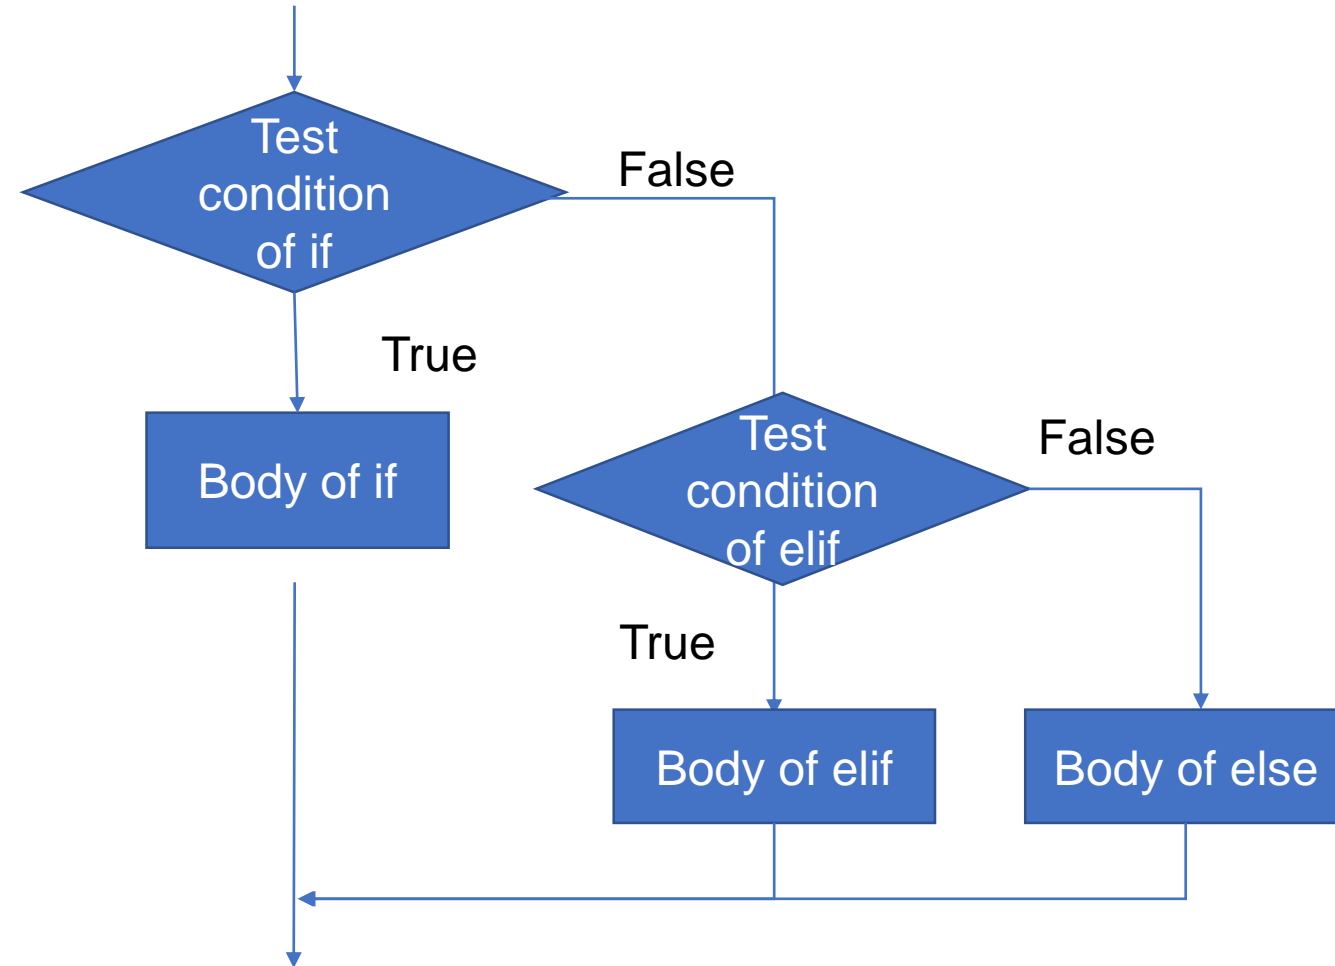 Test
condition
of if
False
True
Body of if
Test
condition
of elif
False
True
Body of elif
Body of else